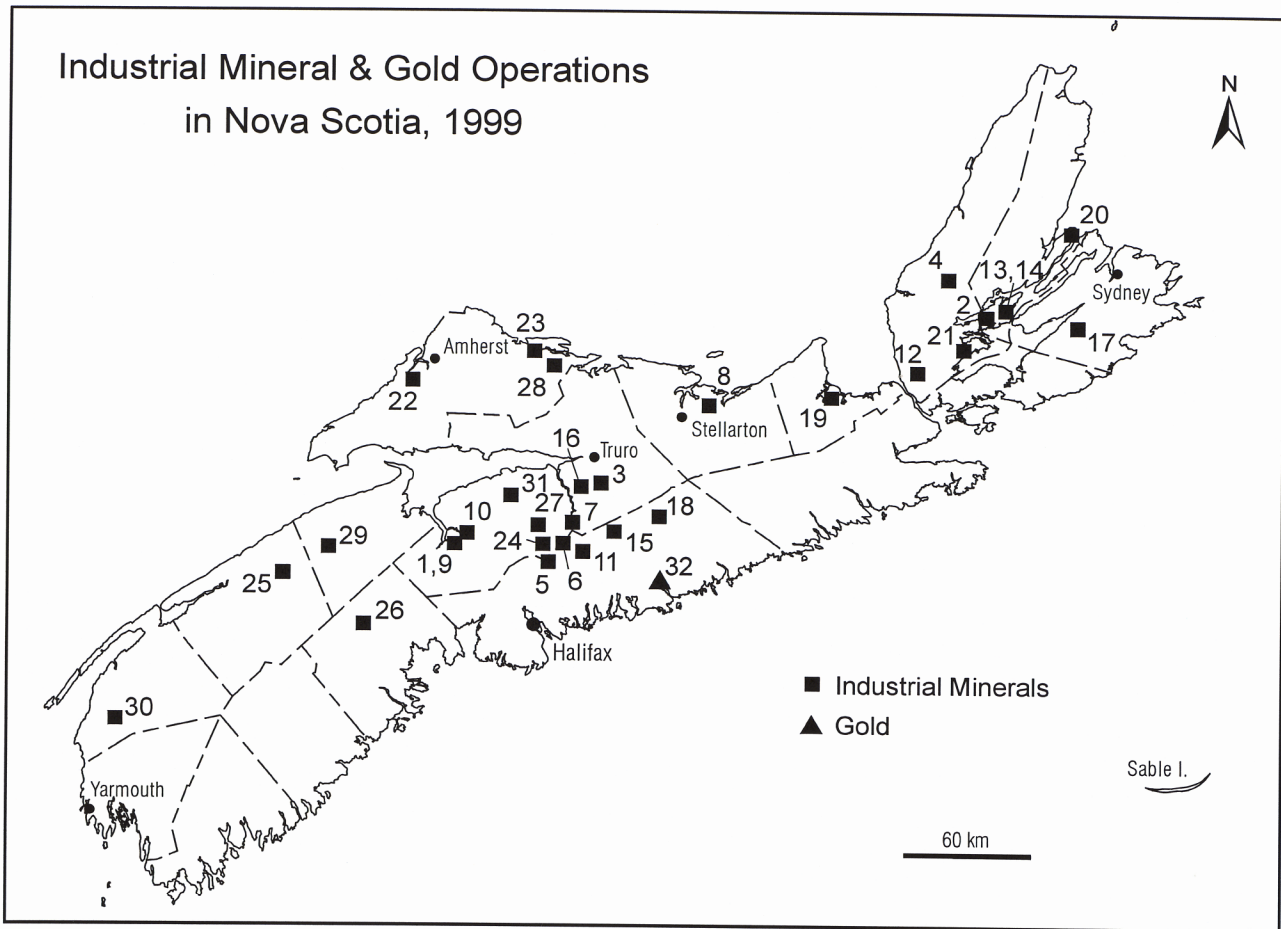 Industrial Mineral & Gold Operations
in Nova Scotia, 1999
N
20
4
13,14
Sydney
2
23
21
17
Amherst
12
28
8
22
19
Stellarton
16
Truro
3
31
27
7
18
10
29
24
15
1,9
11
25
5
6
32
26
Halifax
Industrial Minerals
30
Gold
Sable I.
Yarmouth
60 km